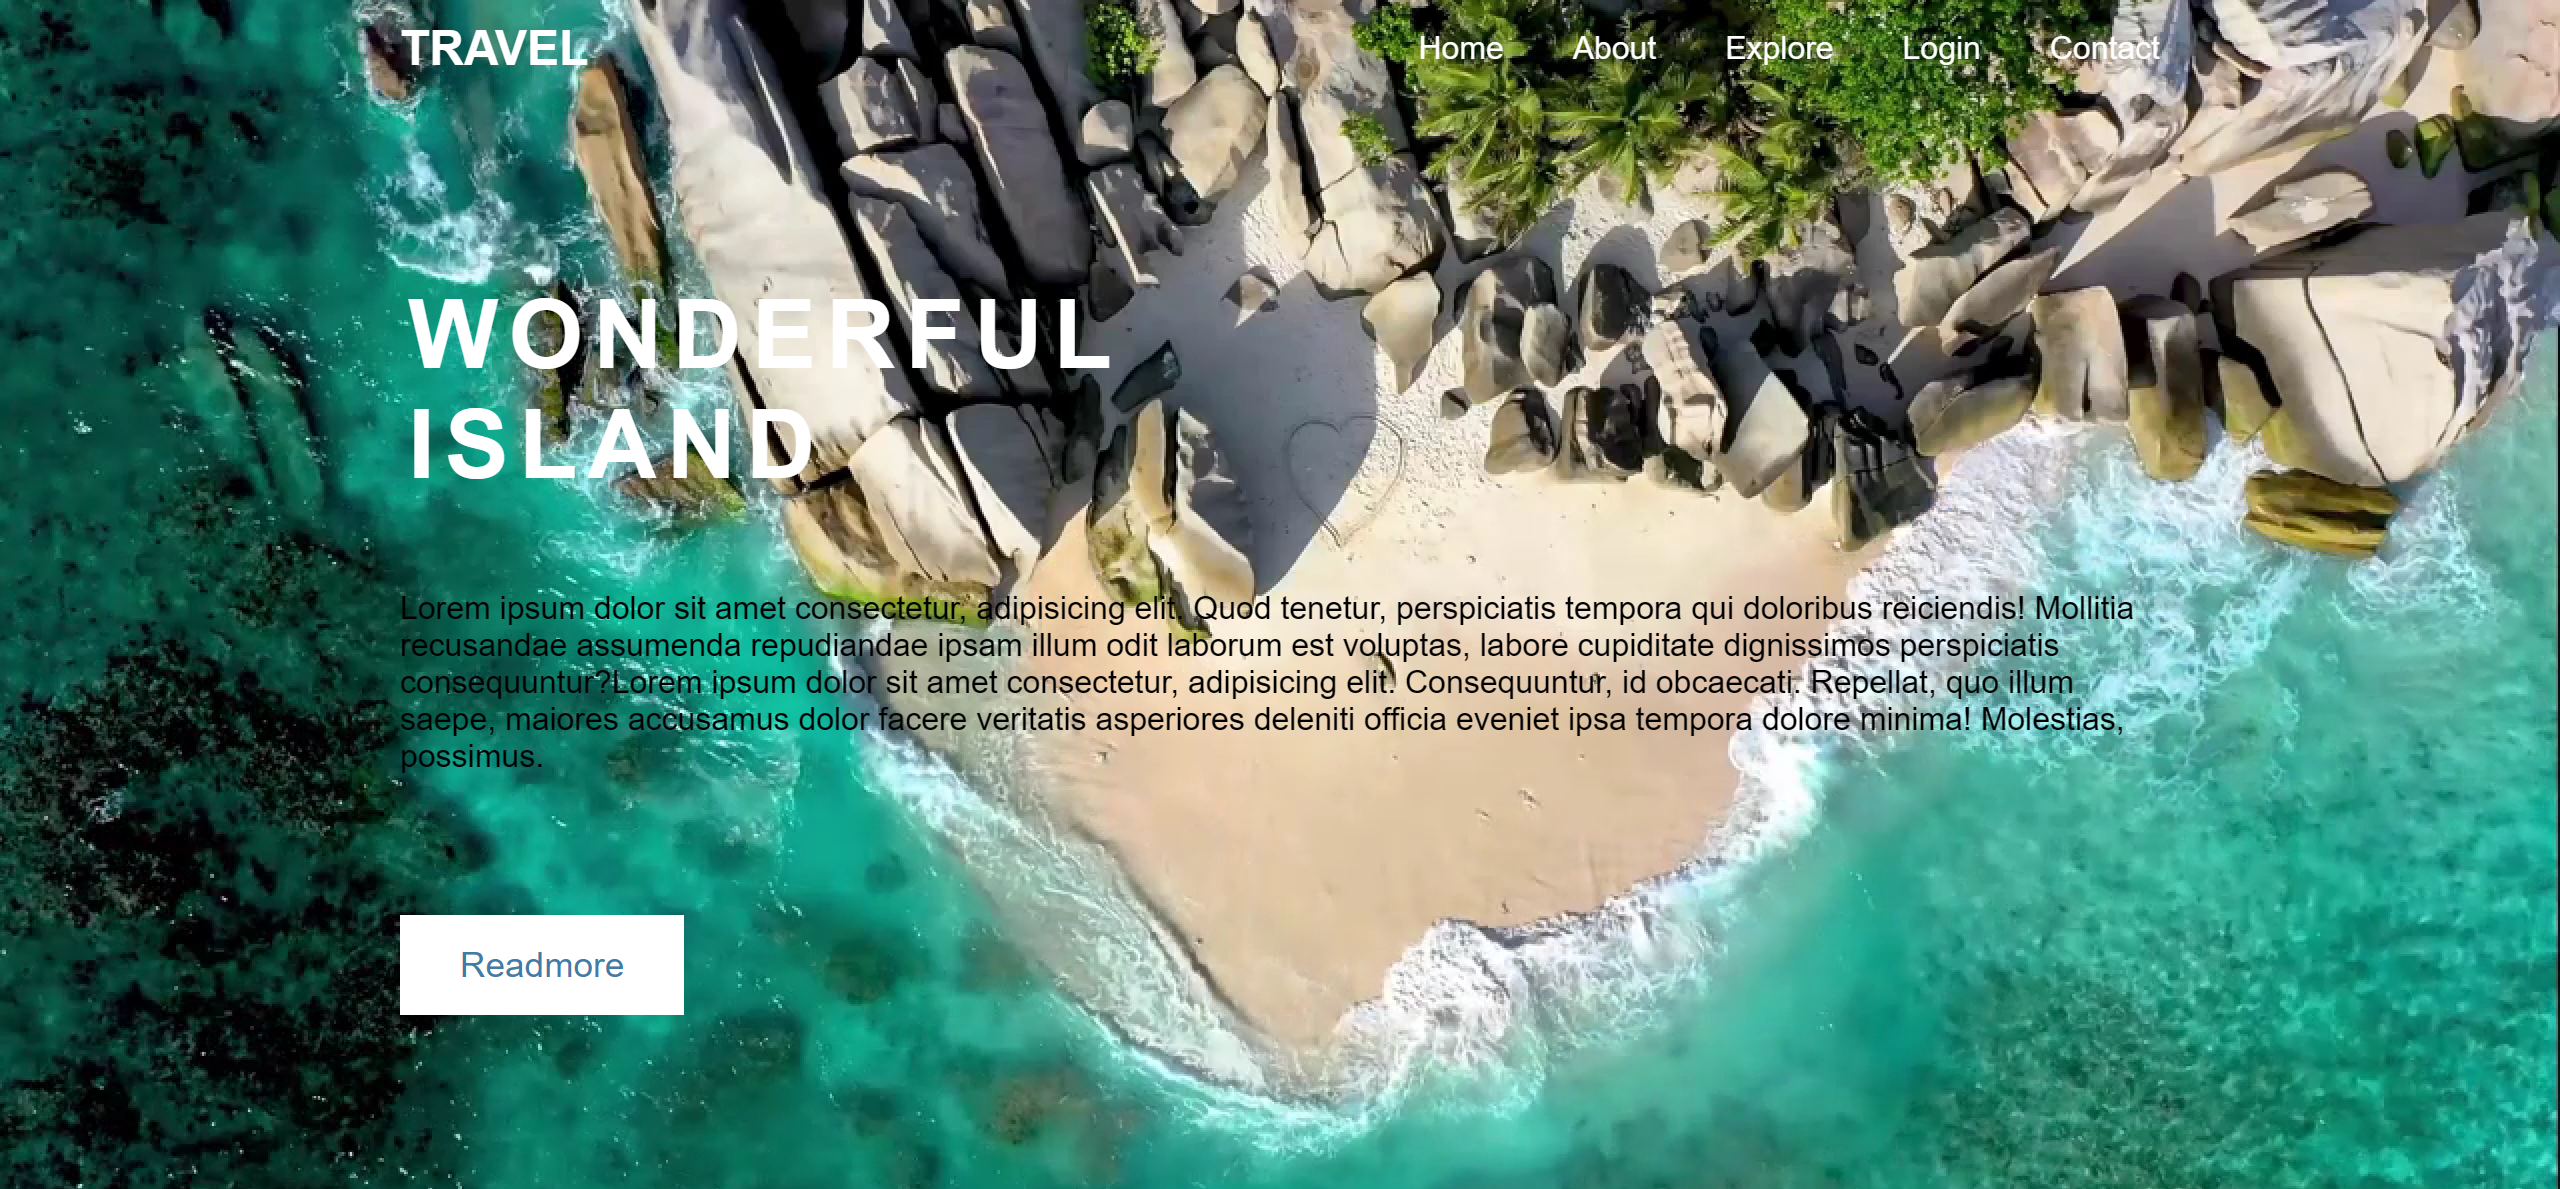 TRAVEL
Home About Explore Login Contact
WONDERFUL
ISLAND
Lorem ipsum dolor sit amet consectetur, adipisicing elit. Quod tenetur, perspiciatis tempora qui doloribus reiciendis! Mollitia
recusandae assumenda repudiandae ipsam illum odit laborum est voluptas, labore cupiditate dignissimos perspiciatis
consequuntur?Lorem ipsum dolor sit amet consectetur, adipisicing elit. Consequuntur, id obcaecati. Repellat, quo illum
saepe, maiores accusamus dolor facere veritatis asperiores deleniti officia eveniet ipsa tempora dolore minima! Molestias,
possimus.
Readmore